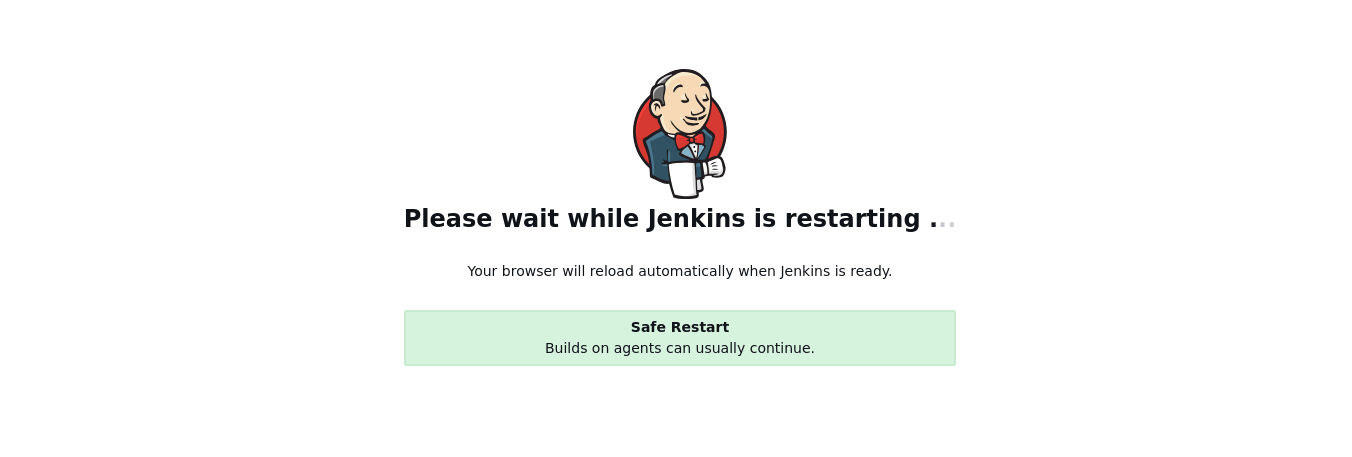 Please wait while Jenkins is restarting ...
Your browser will reload automatically when Jenkins is ready.
Safe Restart
Builds on agents can usually continue.